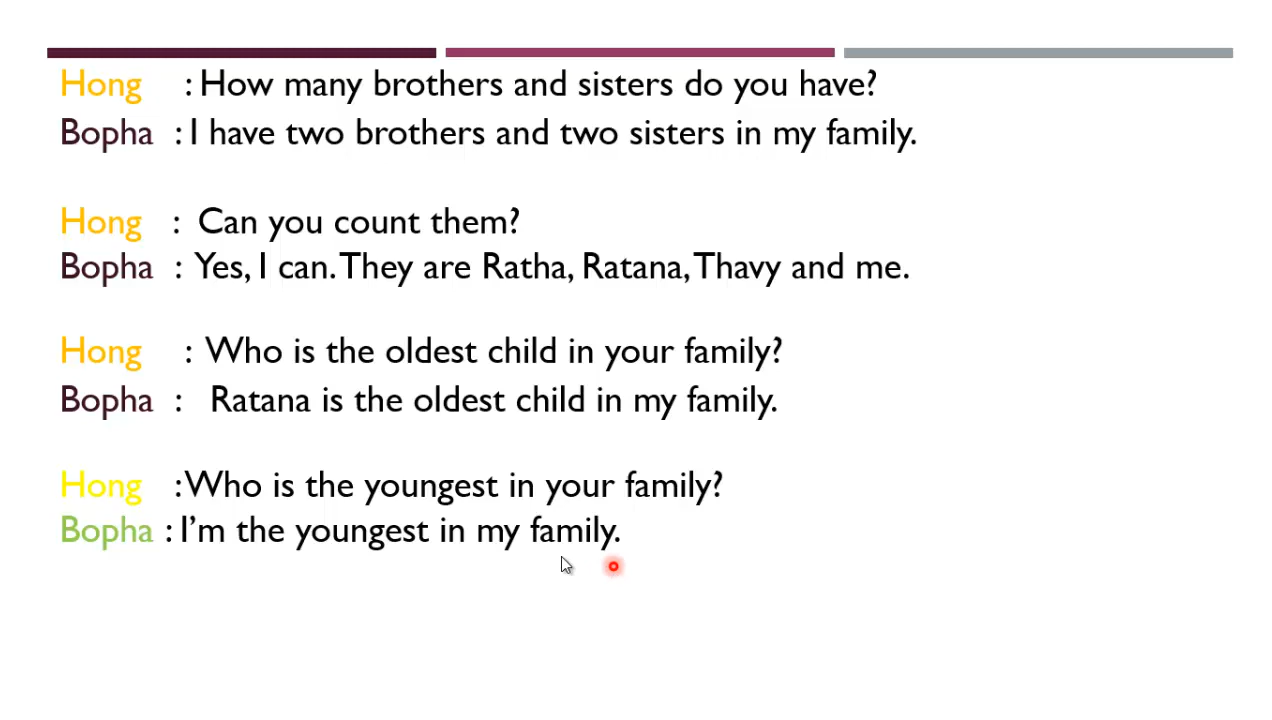 Hong : How many brothers and sisters do you have?
Bopha : I have two brothers and two sisters in my family.
Hong : Can you count them?
Bopha : Yes, I can. They are Ratha, Ratana, Thavy and me.
Hong : Who is the oldest child in your family?
Bopha : Ratana is the oldest child in my family.
Hong : Who is the youngest in your family?
Bopha : I’m the youngest in my family.